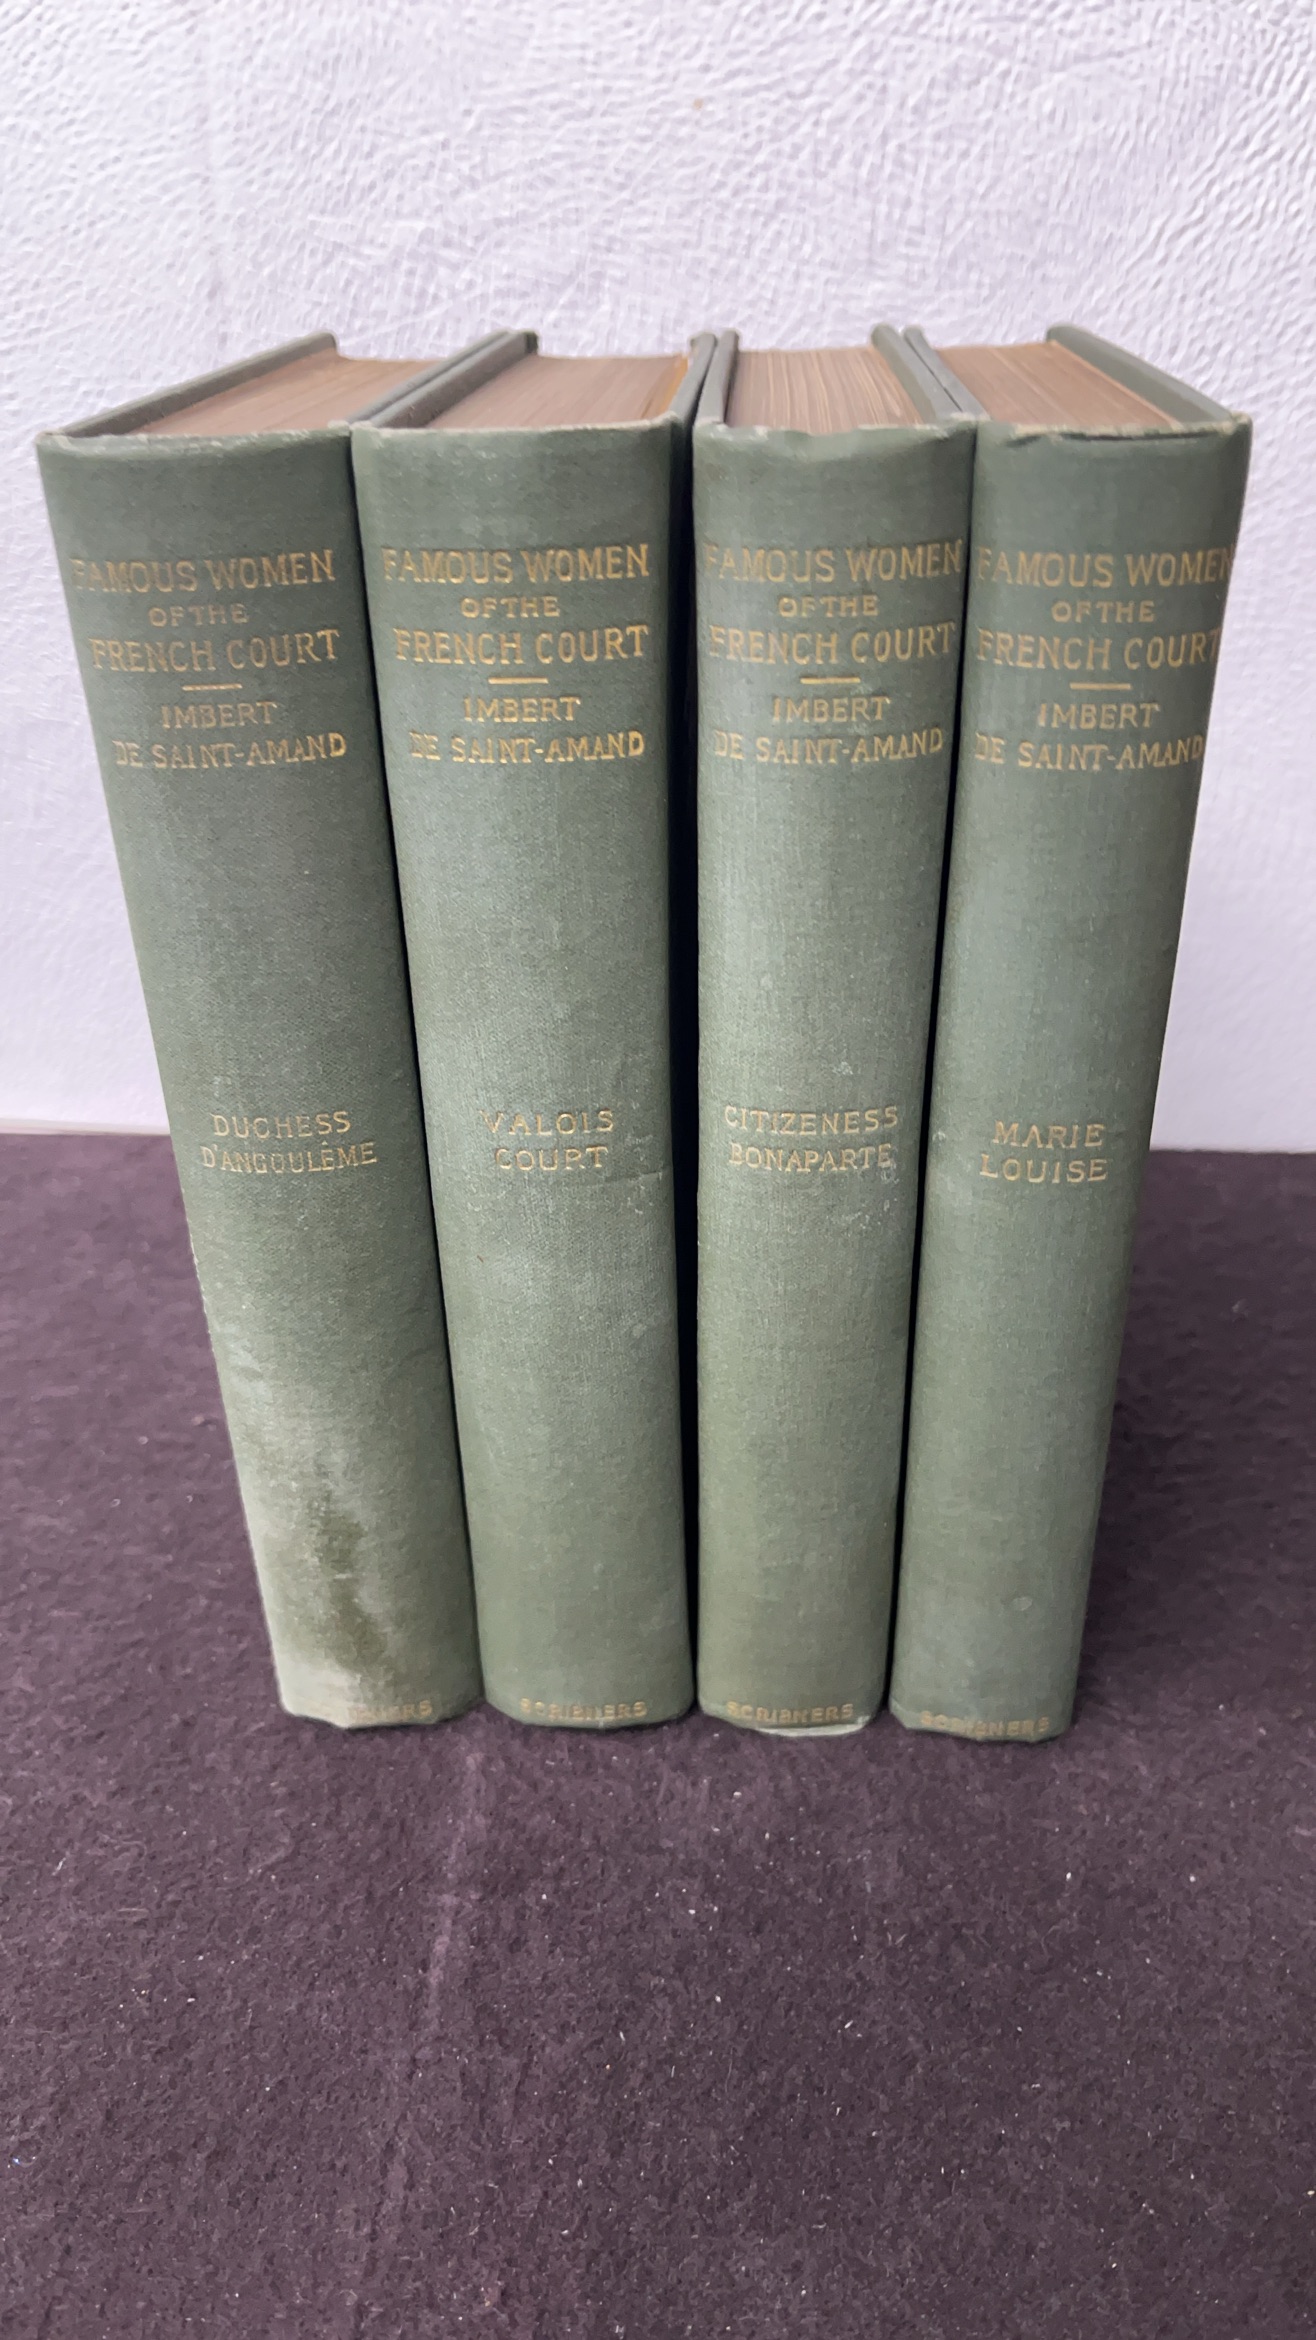 FAMOUS WOMEN
OF THE
FRENCH COURT
IMBERT
DE SAINT-AMAND
DUCHESS
D'ANGOULÊME
FAMOUS WOMEN
OF THE
FRENCH COURT
IMBERT
DE SAINT-AMAND
VALOIS
COURT
SCRIBNERS
FAMOUS WOMEN
OF THE
FRENCH COURT
IMBERT
DE SAINT-AMAND
CITIZENESS
BONAPARTE
SCRIBNERS
FAMOUS WOMEN
OF THE
FRENCH COURT
IMBERT
DE SAINT-AMAND
MARIE
LOUISE
SCRIBNERS